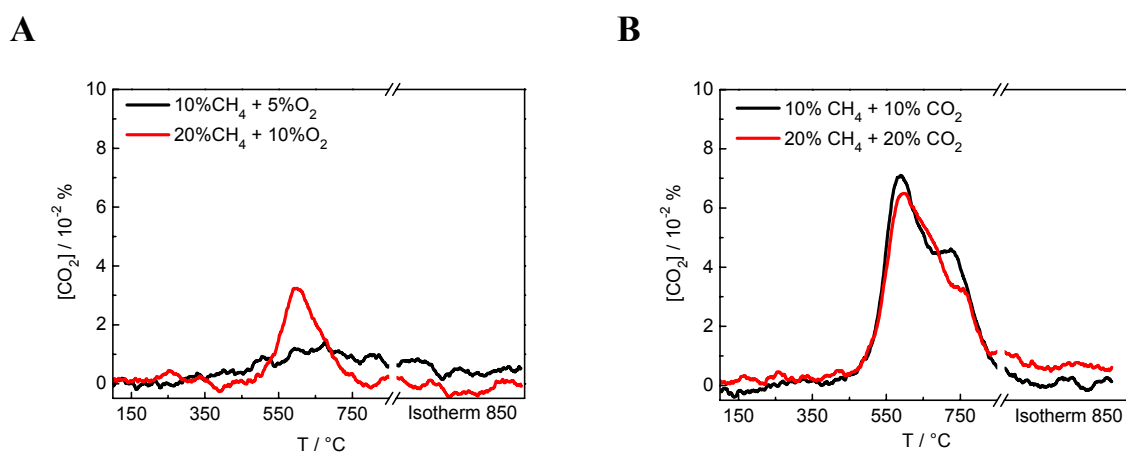 A
10
8
6
4
2
0
[CO₂] / 10⁻² %
10%CH₄ + 5%O₂
20%CH₄ + 10%O₂
150 350 550 750 Isotherm 850
T / °C
B
10
8
6
4
2
0
[CO₂] / 10⁻² %
10% CH₄ + 10% CO₂
20% CH₄ + 20% CO₂
150 350 550 750 Isotherm 850
T / °C